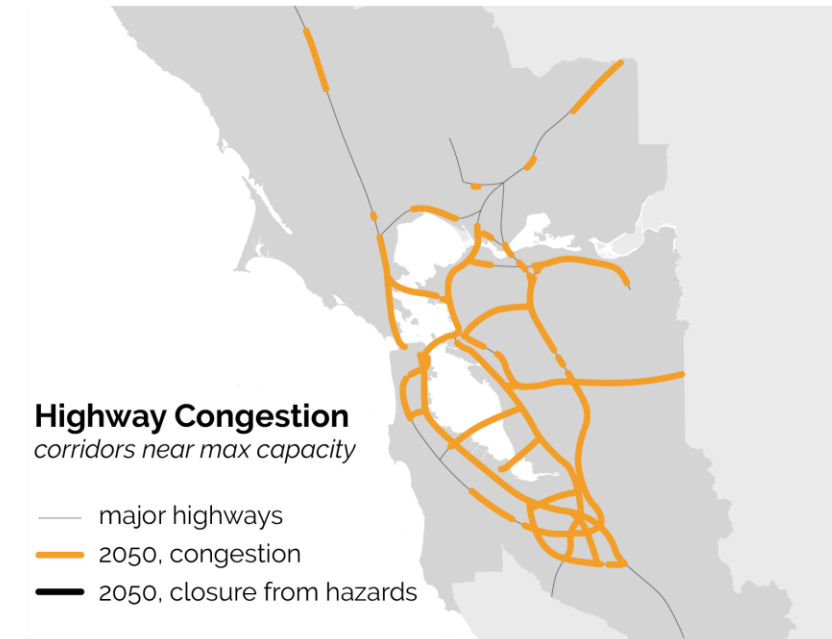 Highway Congestion
corridors near max capacity
major highways
2050, congestion
2050, closure from hazards